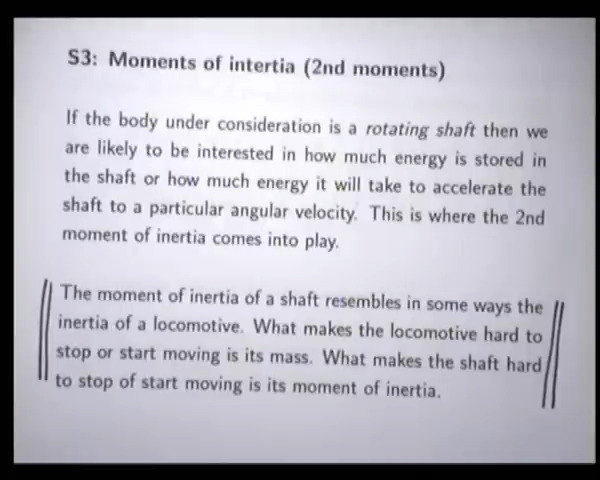 S3: Moments of intertia (2nd moments)
If the body under consideration is a rotating shaft then we
are likely to be interested in how much energy is stored in
the shaft or how much energy it will take to accelerate the
shaft to a particular angular velocity. This is where the 2nd
moment of inertia comes into play.
The moment of inertia of a shaft resembles in some ways the
inertia of a locomotive. What makes the locomotive hard to
stop or start moving is its mass. What makes the shaft hard
to stop of start moving is its moment of inertia.